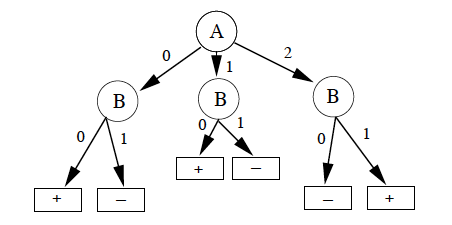 A
0 1 2
B B B
0 1 0 1 0 1
+ – + – – +